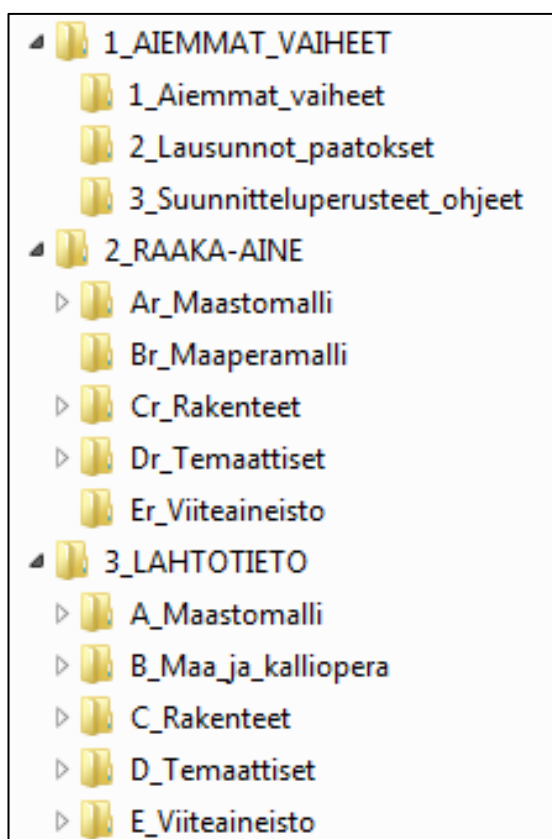 1_AIEMMAT_VAIHEET
1_Aiemmat_vaiheet
2_Lausunnot_paatokset
3_Suunnitteluperusteet_ohjeet
2_RAAKA-AINE
Ar_Maastomalli
Br_Maaperamalli
Cr_Rakenteet
Dr_Temaattiset
Er_Viiteaineisto
3_LAHTOTIETO
A_Maastomalli
B_Maa_ja_kalliopera
C_Rakenteet
D_Temaattiset
E_Viiteaineisto